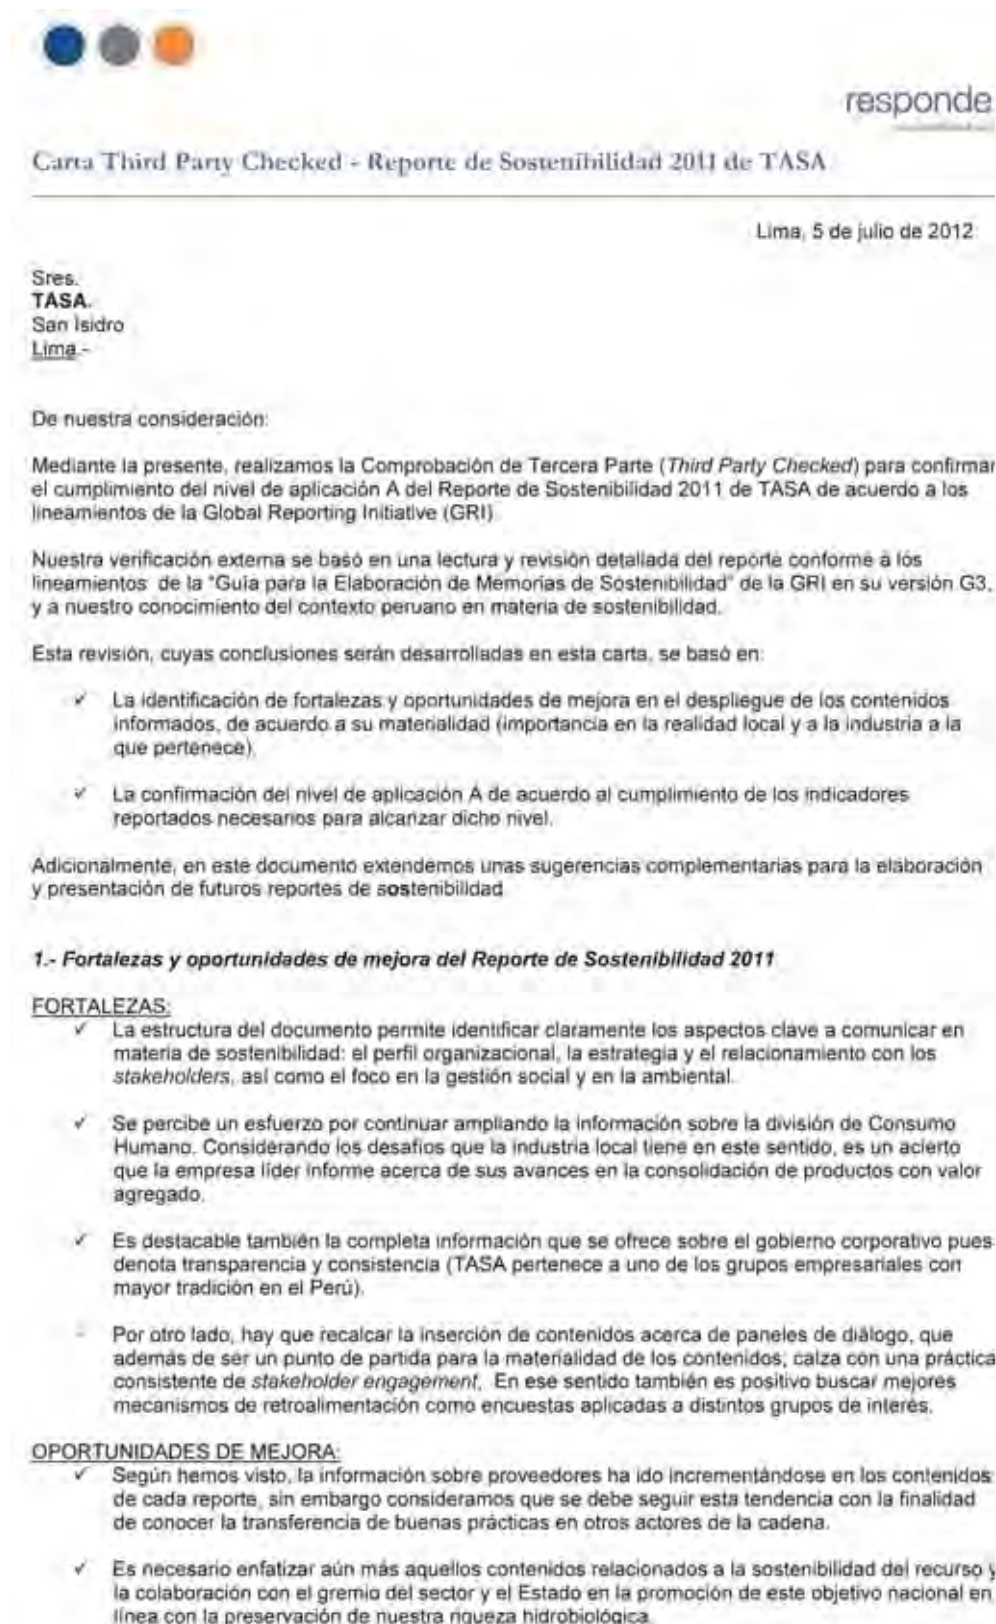 responde
Carta Third Party Checked - Reporte de Sostenibilidad 2011 de TASA
Lima, 5 de julio de 2012
Sres.
TASA.
San Isidro
Lima.-
De nuestra consideración:
Mediante la presente, realizamos la Comprobación de Tercera Parte (Third Party Checked) para confirmar
el cumplimiento del nivel de aplicación A del Reporte de Sostenibilidad 2011 de TASA de acuerdo a los
lineamientos de la Global Reporting Initiative (GRI)
Nuestra verificación externa se basó en una lectura y revisión detallada del reporte conforme a los
lineamientos de la "Guía para la Elaboración de Memorias de Sostenibilidad" de la GRI en su versión G3,
y a nuestro conocimiento del contexto peruano en materia de sostenibilidad.
Esta revisión, cuyas conclusiones serán desarrolladas en esta carta, se basó en:
✓ La identificación de fortalezas y oportunidades de mejora en el despliegue de los contenidos
informados, de acuerdo a su materialidad (importancia en la realidad local y a la industria a la
que pertenece).
✓ La confirmación del nivel de aplicación A de acuerdo al cumplimiento de los indicadores
reportados necesarios para alcanzar dicho nivel.
Adicionalmente, en este documento extendemos unas sugerencias complementarias para la elaboración
y presentación de futuros reportes de sostenibilidad
1.- Fortalezas y oportunidades de mejora del Reporte de Sostenibilidad 2011
FORTALEZAS:
✓ La estructura del documento permite identificar claramente los aspectos clave a comunicar en
materia de sostenibilidad: el perfil organizacional, la estrategia y el relacionamiento con los
stakeholders, así como el foco en la gestión social y en la ambiental.
✓ Se percibe un esfuerzo por continuar ampliando la información sobre la división de Consumo
Humano. Considerando los desafíos que la industria local tiene en este sentido, es un acierto
que la empresa líder informe acerca de sus avances en la consolidación de productos con valor
agregado.
✓ Es destacable también la completa información que se ofrece sobre el gobierno corporativo pues
denota transparencia y consistencia (TASA pertenece a uno de los grupos empresariales con
mayor tradición en el Perú).
- Por otro lado, hay que recalcar la inserción de contenidos acerca de paneles de diálogo, que
además de ser un punto de partida para la materialidad de los contenidos; calza con una práctica
consistente de stakeholder engagement. En ese sentido también es positivo buscar mejores
mecanismos de retroalimentación como encuestas aplicadas a distintos grupos de interés.
OPORTUNIDADES DE MEJORA:
✓ Según hemos visto, la información sobre proveedores ha ido incrementándose en los contenidos
de cada reporte, sin embargo consideramos que se debe seguir esta tendencia con la finalidad
de conocer la transferencia de buenas prácticas en otros actores de la cadena.
✓ Es necesario enfatizar aún más aquellos contenidos relacionados a la sostenibilidad del recurso y
la colaboración con el gremio del sector y el Estado en la promoción de este objetivo nacional en
línea con la preservación de nuestra riqueza hidrobiológica.